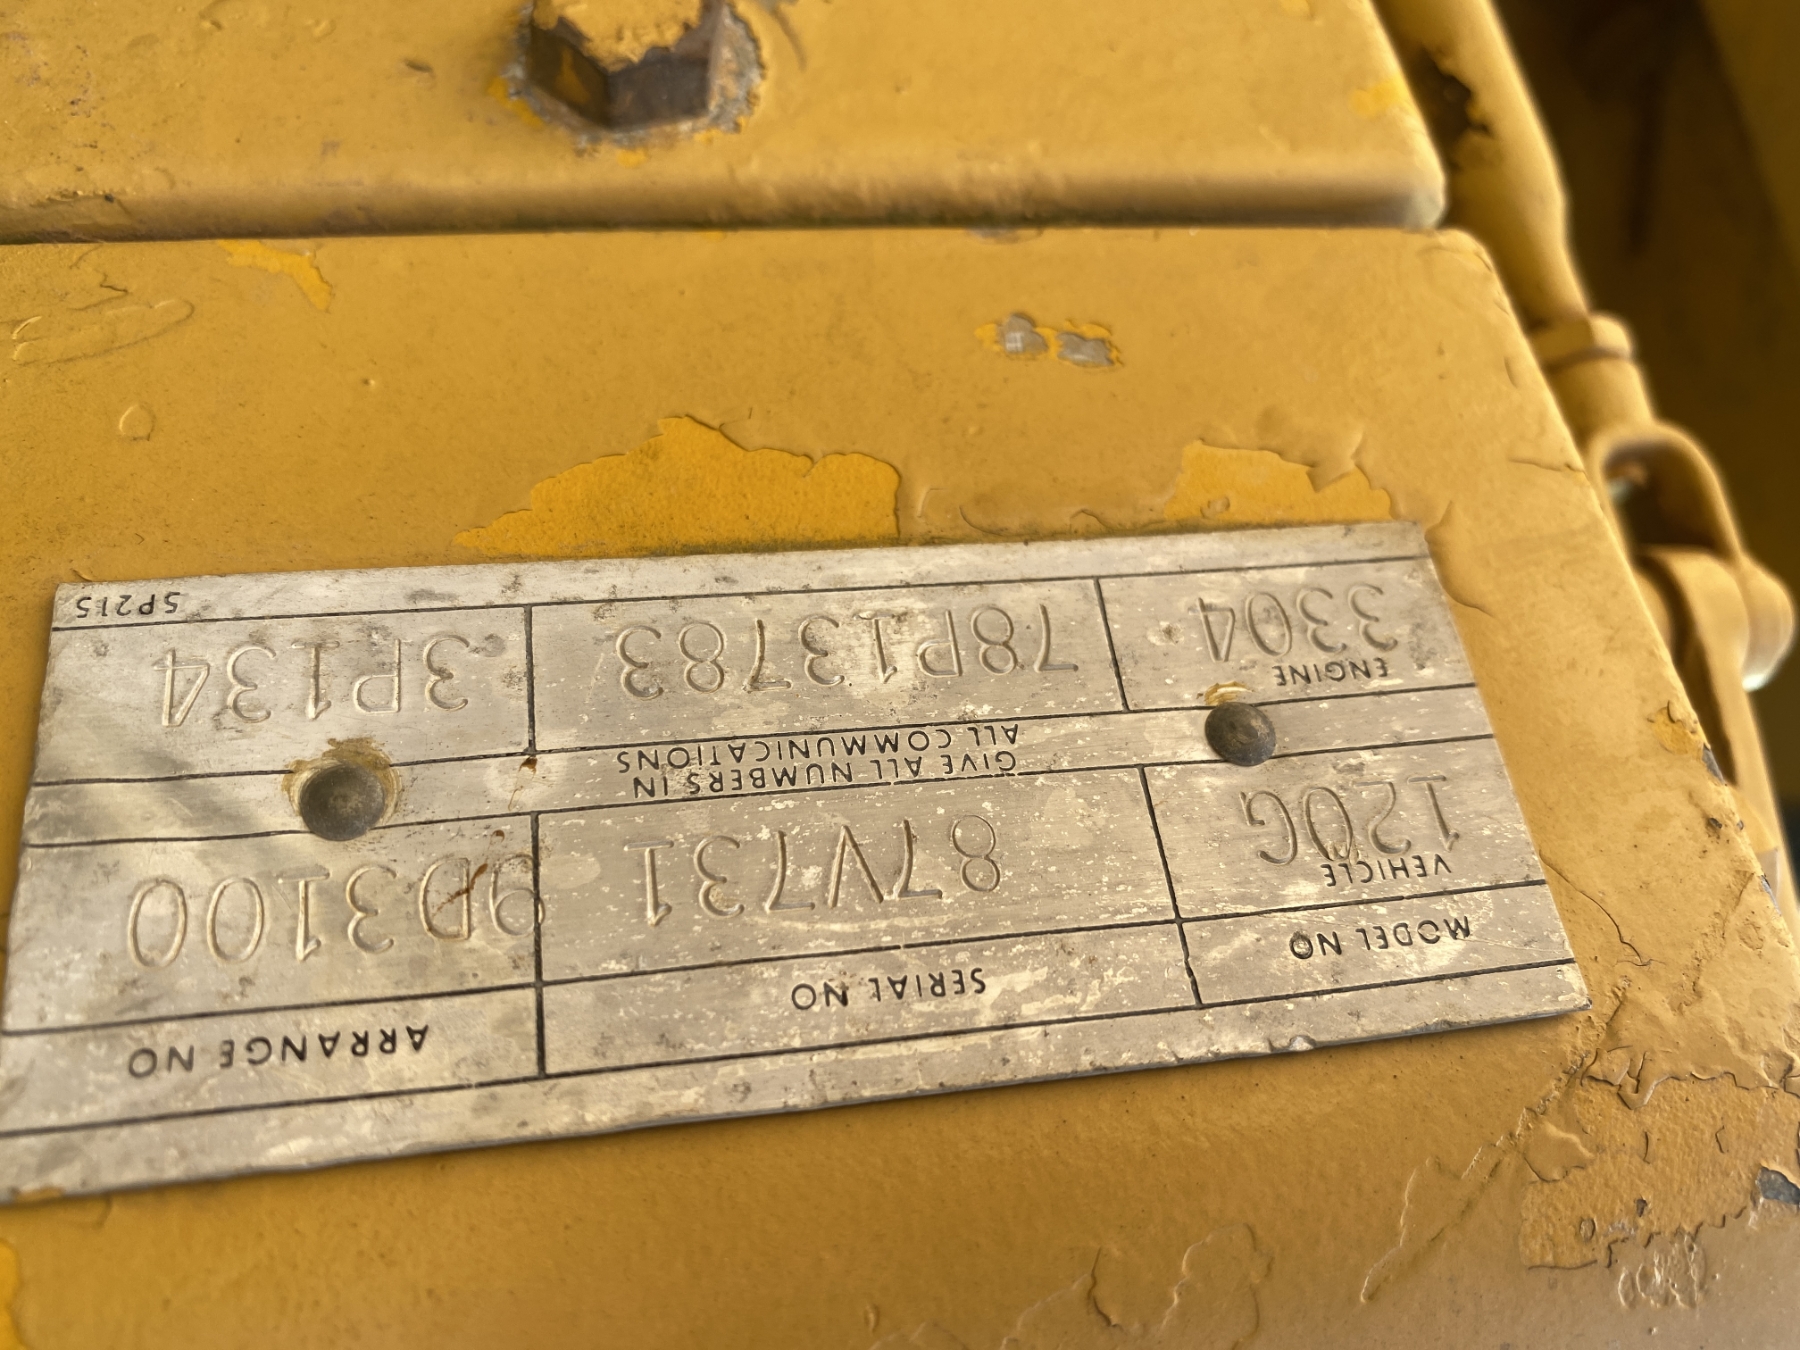 MODEL NO SERIAL NO ARRANGE NO
VEHICLE
120G 87V731 9D3100
GIVE ALL NUMBERS IN
ALL COMMUNICATIONS
ENGINE
3304 78P13783 3P134
5P215